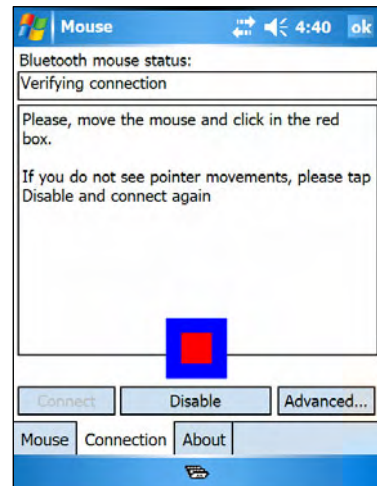 Mouse 4:40 ok
Bluetooth mouse status:
Verifying connection
Please, move the mouse and click in the red
box.
If you do not see pointer movements, please tap
Disable and connect again
Connect Disable Advanced...
Mouse Connection About